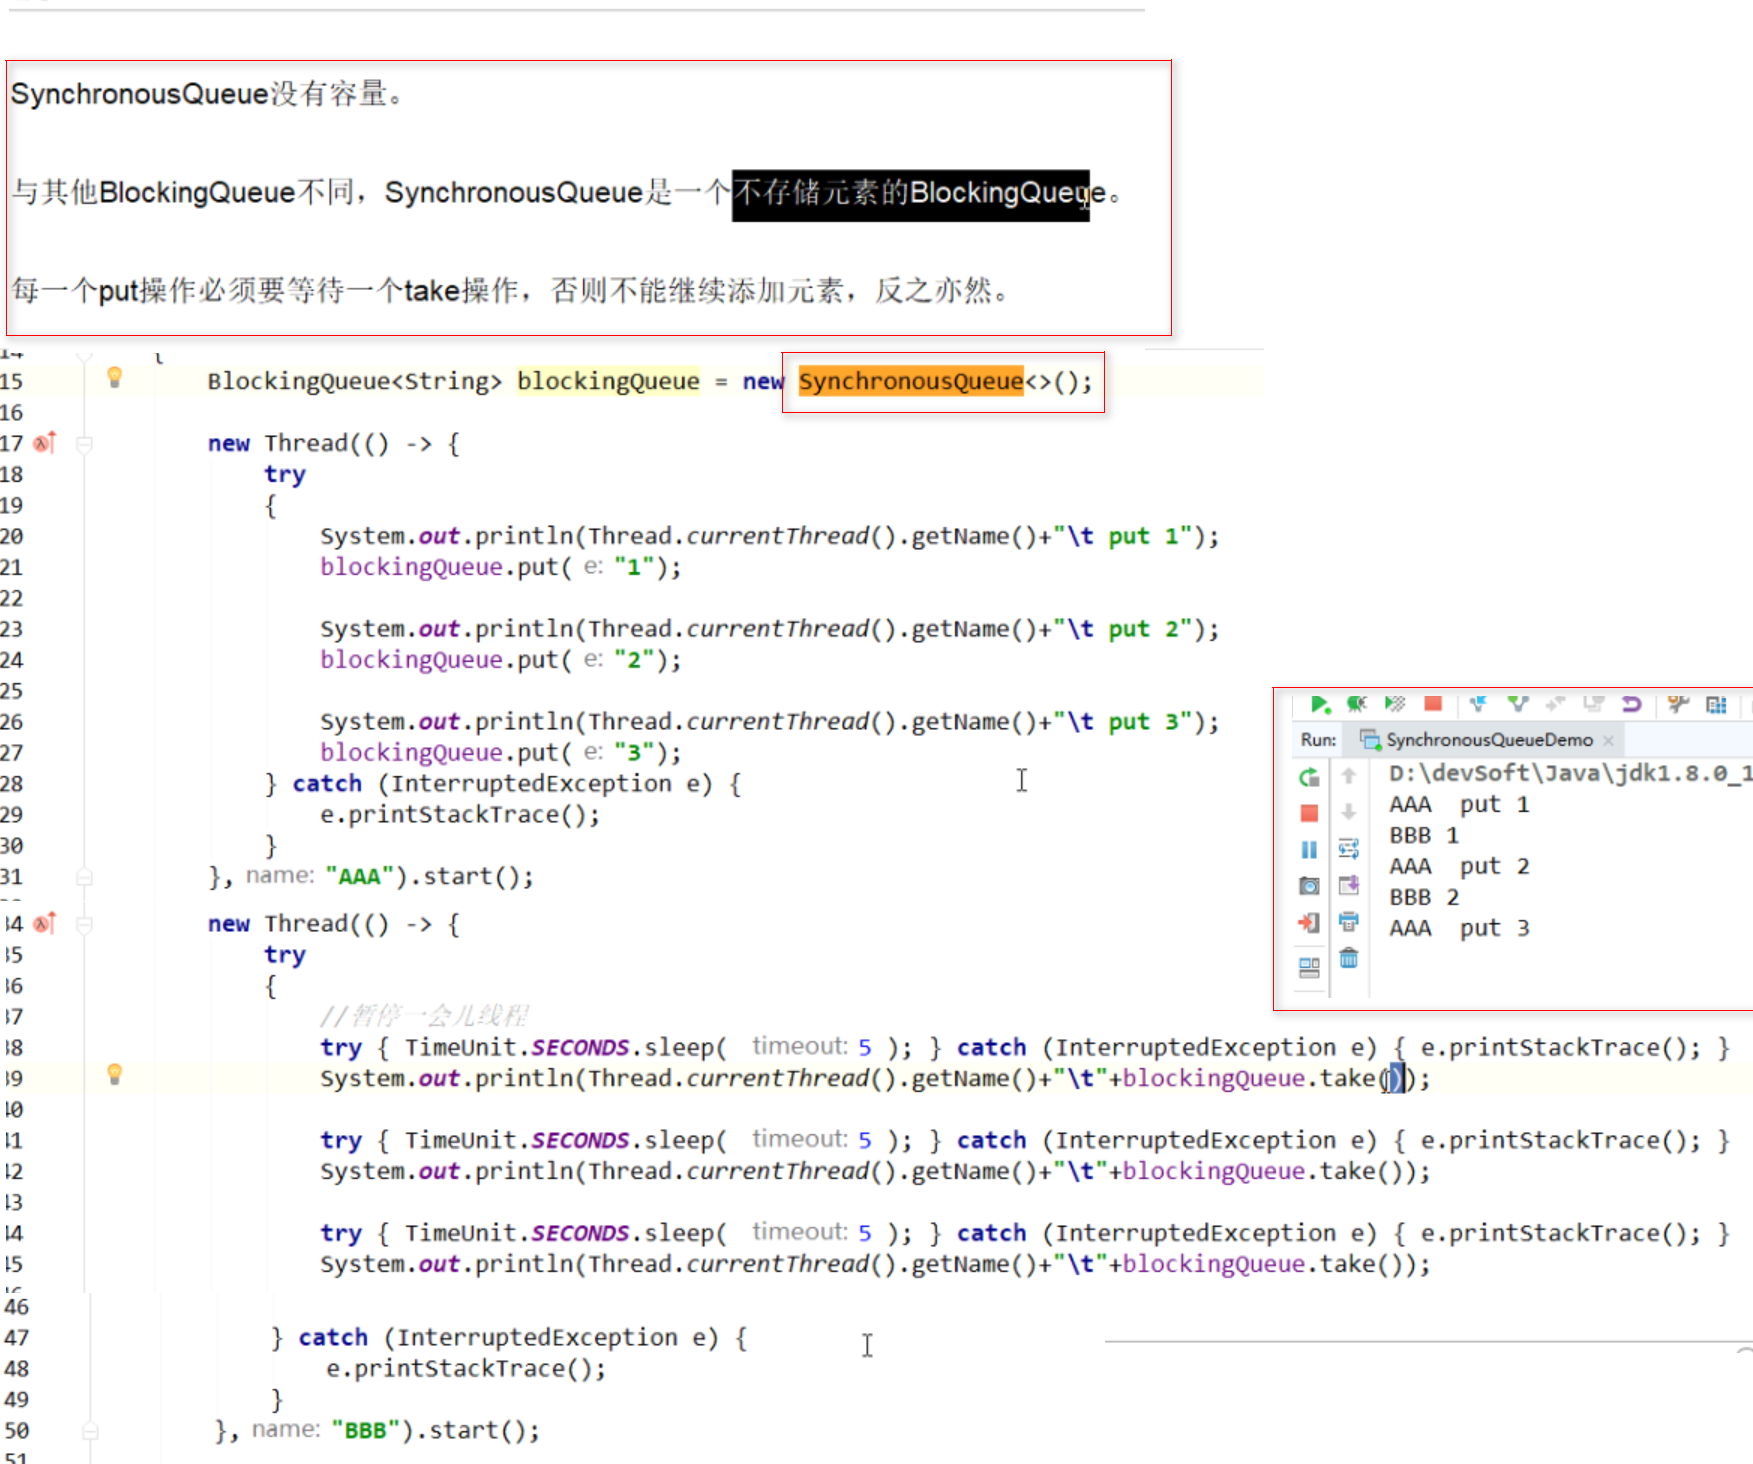 SynchronousQueue没有容量。
与其他BlockingQueue不同，SynchronousQueue是一个不存储元素的BlockingQueue。
每一个put操作必须要等待一个take操作，否则不能继续添加元素，反之亦然。
14 {
15 BlockingQueue<String> blockingQueue = new SynchronousQueue<>();
16
17 new Thread(() -> {
18 try
19 {
20 System.out.println(Thread.currentThread().getName()+"\t put 1");
21 blockingQueue.put( e: "1");
22
23 System.out.println(Thread.currentThread().getName()+"\t put 2");
24 blockingQueue.put( e: "2");
25
26 System.out.println(Thread.currentThread().getName()+"\t put 3");
27 blockingQueue.put( e: "3");
28 } catch (InterruptedException e) {
29 e.printStackTrace();
30 }
31 }, name: "AAA").start();
34 new Thread(() -> {
35 try
36 {
37 //暂停一会儿线程
38 try { TimeUnit.SECONDS.sleep( timeout: 5 ); } catch (InterruptedException e) { e.printStackTrace(); }
39 System.out.println(Thread.currentThread().getName()+"\t"+blockingQueue.take());
40
41 try { TimeUnit.SECONDS.sleep( timeout: 5 ); } catch (InterruptedException e) { e.printStackTrace(); }
42 System.out.println(Thread.currentThread().getName()+"\t"+blockingQueue.take());
43
44 try { TimeUnit.SECONDS.sleep( timeout: 5 ); } catch (InterruptedException e) { e.printStackTrace(); }
45 System.out.println(Thread.currentThread().getName()+"\t"+blockingQueue.take());
46
47 } catch (InterruptedException e) {
48 e.printStackTrace();
49 }
50 }, name: "BBB").start();
51
Run: SynchronousQueueDemo
D:\devSoft\Java\jdk1.8.0_1
AAA put 1
BBB 1
AAA put 2
BBB 2
AAA put 3